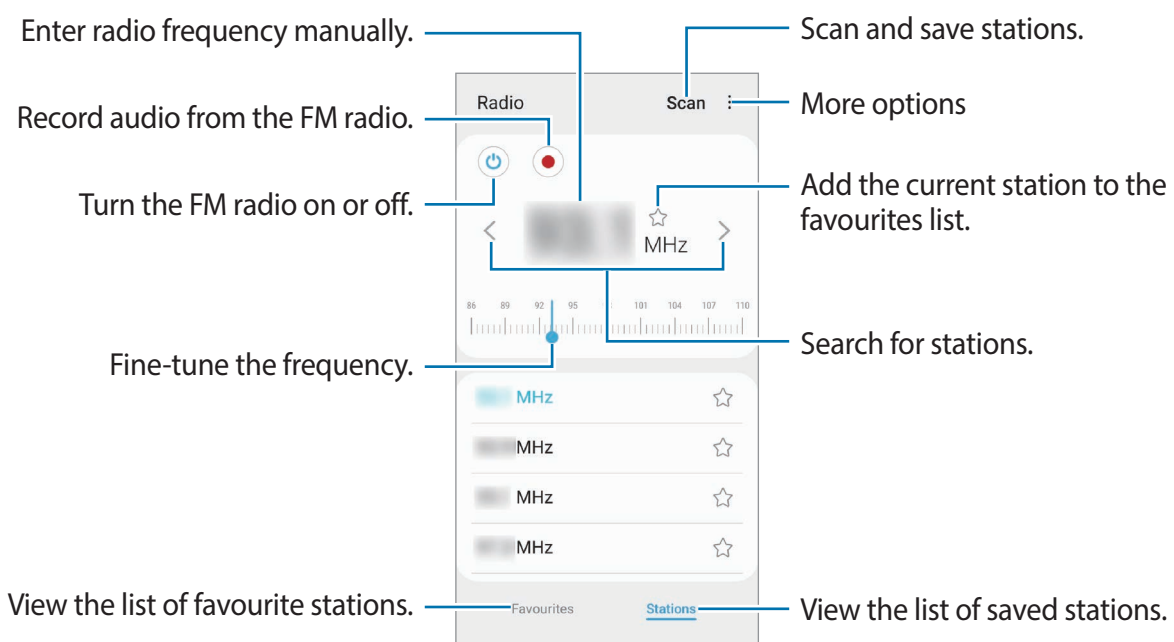 Enter radio frequency manually.
Scan and save stations.
Radio
Scan
More options
Record audio from the FM radio.
Add the current station to the
favourites list.
Turn the FM radio on or off.
MHz
86 89 92 95 101 104 107 110
Search for stations.
Fine-tune the frequency.
MHz
MHz
MHz
MHz
View the list of favourite stations.
Favourites
Stations
View the list of saved stations.